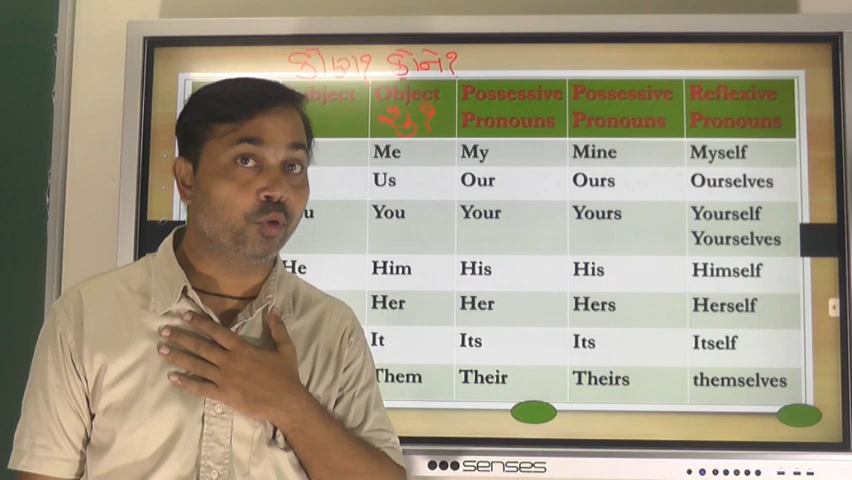 કોણ? કોને?
Object Possessive Possessive Reflexive
શું? Pronouns Pronouns Pronouns
Me My Mine Myself
Us Our Ours Ourselves
You Your Yours Yourself
Yourselves
He Him His His Himself
Her Her Hers Herself
It Its Its Itself
Them Their Theirs themselves
senses